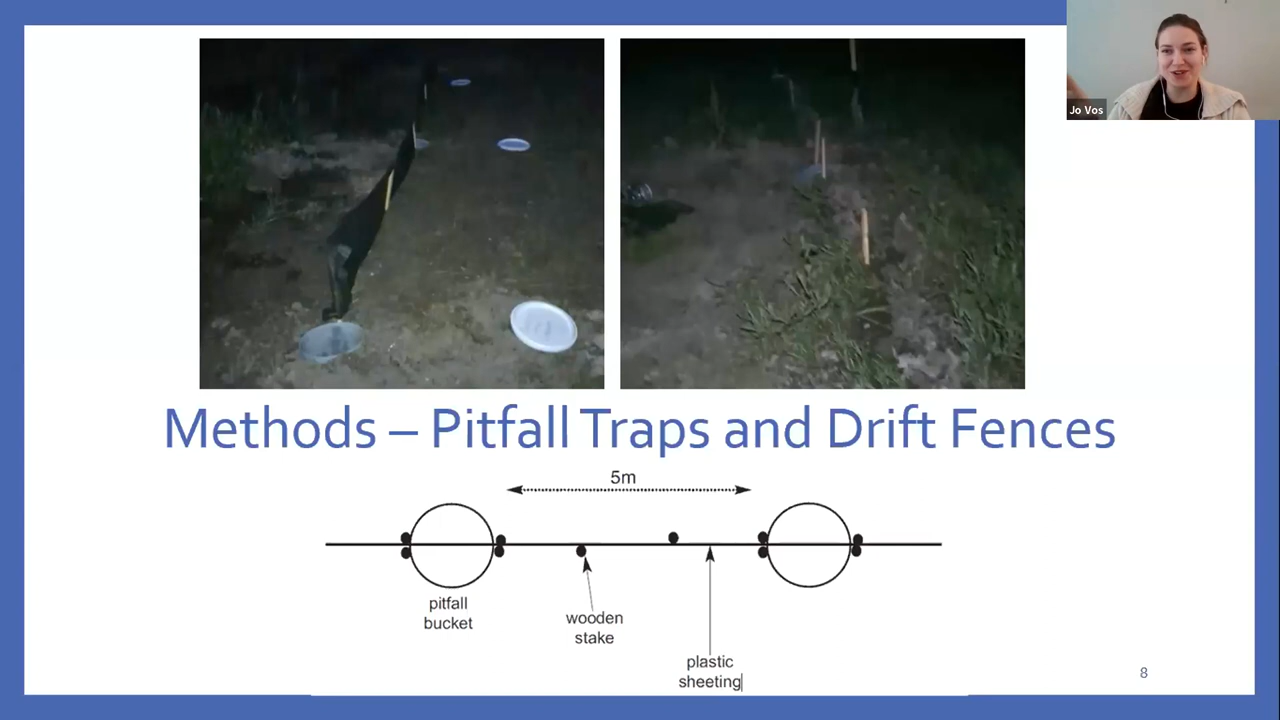 Jo Vos
Methods – Pitfall Traps and Drift Fences
5m
pitfall
bucket
wooden
stake
plastic
sheeting
8